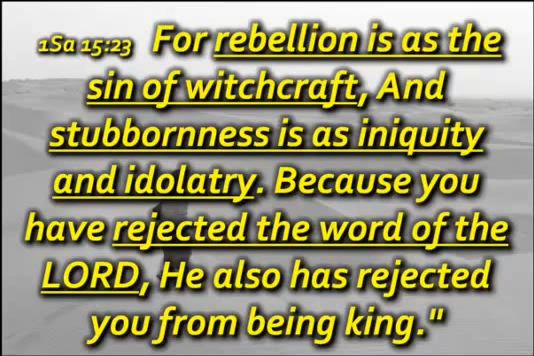 1Sa 15:23 For rebellion is as the
sin of witchcraft, And
stubbornness is as iniquity
and idolatry. Because you
have rejected the word of the
LORD, He also has rejected
you from being king."